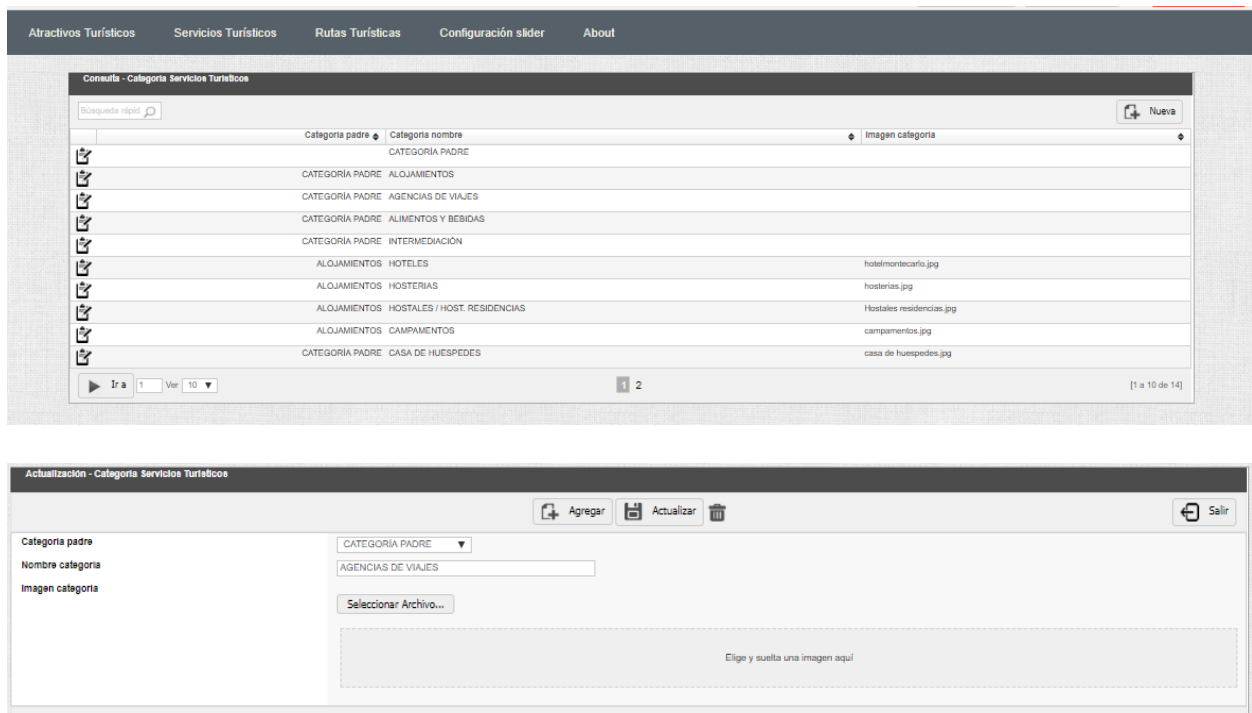 Atractivos Turísticos Servicios Turísticos Rutas Turísticas Configuración slider About
Consulta - Categoria Servicios Turisticos
Búsqueda rápid Nueva
Categoria padre Categoria nombre Imagen categoria
CATEGORÍA PADRE
CATEGORÍA PADRE ALOJAMIENTOS
CATEGORÍA PADRE AGENCIAS DE VIAJES
CATEGORÍA PADRE ALIMENTOS Y BEBIDAS
CATEGORÍA PADRE INTERMEDIACIÓN
ALOJAMIENTOS HOTELES hotelmontecarlo.jpg
ALOJAMIENTOS HOSTERIAS hosterias.jpg
ALOJAMIENTOS HOSTALES / HOST. RESIDENCIAS Hostales residencias.jpg
ALOJAMIENTOS CAMPAMENTOS campamentos.jpg
CATEGORÍA PADRE CASA DE HUESPEDES casa de huespedes.jpg
Ir a 1 Ver 10 1 2 [1 a 10 de 14]
Actualización - Categoria Servicios Turisticos
Agregar Actualizar Salir
Categoria padre CATEGORÍA PADRE
Nombre categoria AGENCIAS DE VIAJES
Imagen categoria
Seleccionar Archivo...
Elige y suelta una imagen aquí